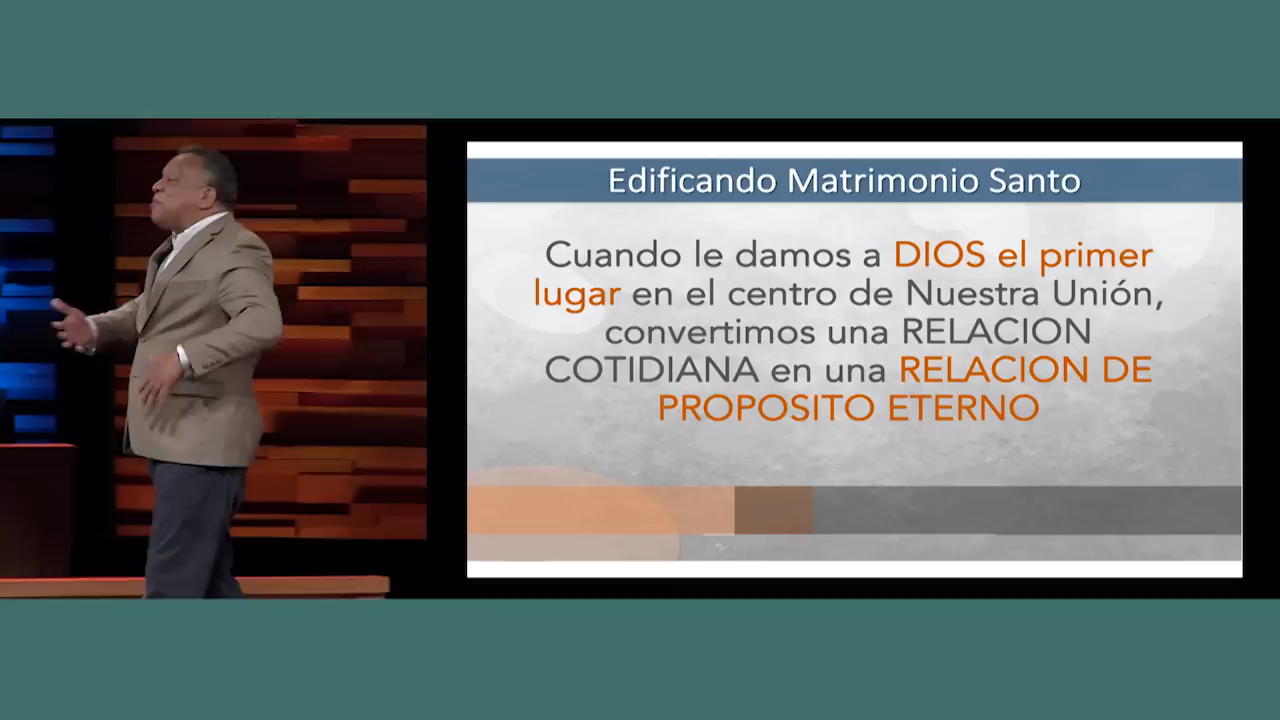 Edificando Matrimonio Santo
Cuando le damos a DIOS el primer
lugar en el centro de Nuestra Unión,
convertimos una RELACION
COTIDIANA en una RELACION DE
PROPOSITO ETERNO